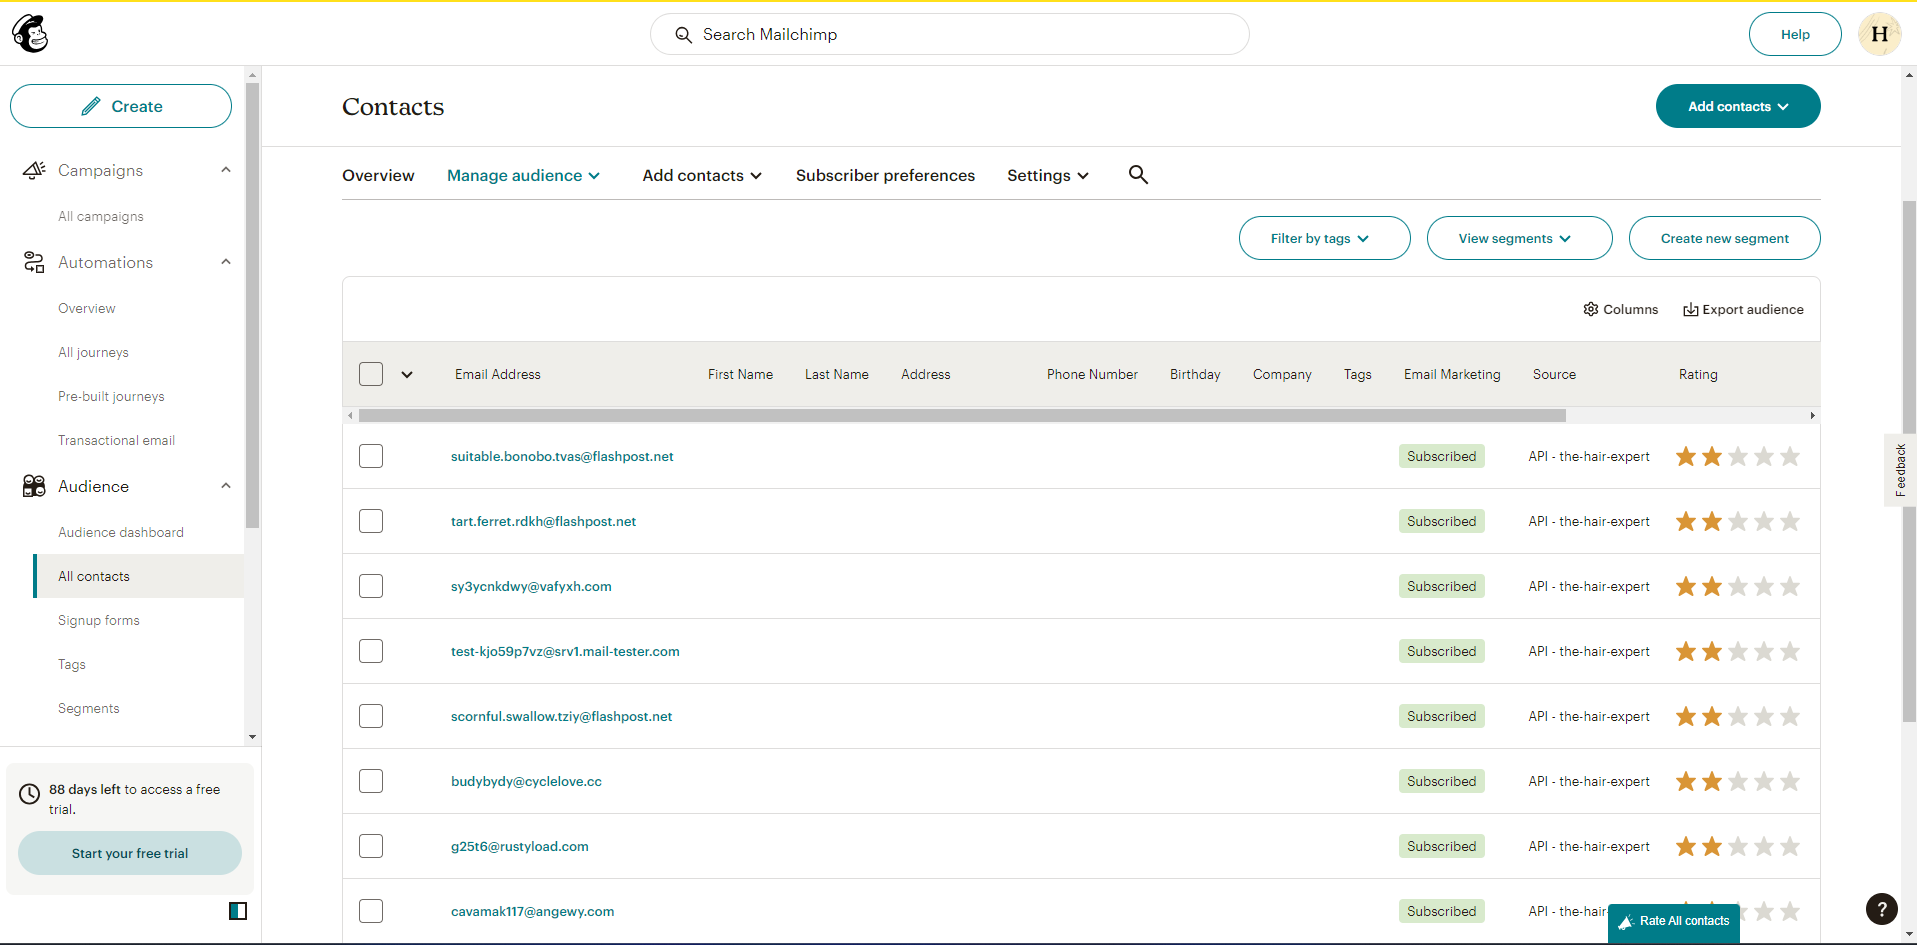 Search Mailchimp
Help
H
Create
Campaigns
All campaigns
Automations
Overview
All journeys
Pre-built journeys
Transactional email
Audience
Audience dashboard
All contacts
Signup forms
Tags
Segments
88 days left to access a free
trial.
Start your free trial
Contacts
Add contacts
Overview Manage audience Add contacts Subscriber preferences Settings
Filter by tags View segments Create new segment
Columns Export audience
Email Address First Name Last Name Address Phone Number Birthday Company Tags Email Marketing Source Rating
suitable.bonobo.tvas@flashpost.net Subscribed API - the-hair-expert
tart.ferret.rdkh@flashpost.net Subscribed API - the-hair-expert
sy3ycnkdwy@vafyxh.com Subscribed API - the-hair-expert
test-kjo59p7vz@srv1.mail-tester.com Subscribed API - the-hair-expert
scornful.swallow.tziy@flashpost.net Subscribed API - the-hair-expert
budybydy@cyclelove.cc Subscribed API - the-hair-expert
g25t6@rustyload.com Subscribed API - the-hair-expert
cavamak117@angewy.com Subscribed API - the-hair-
Rate All contacts
Feedback
?